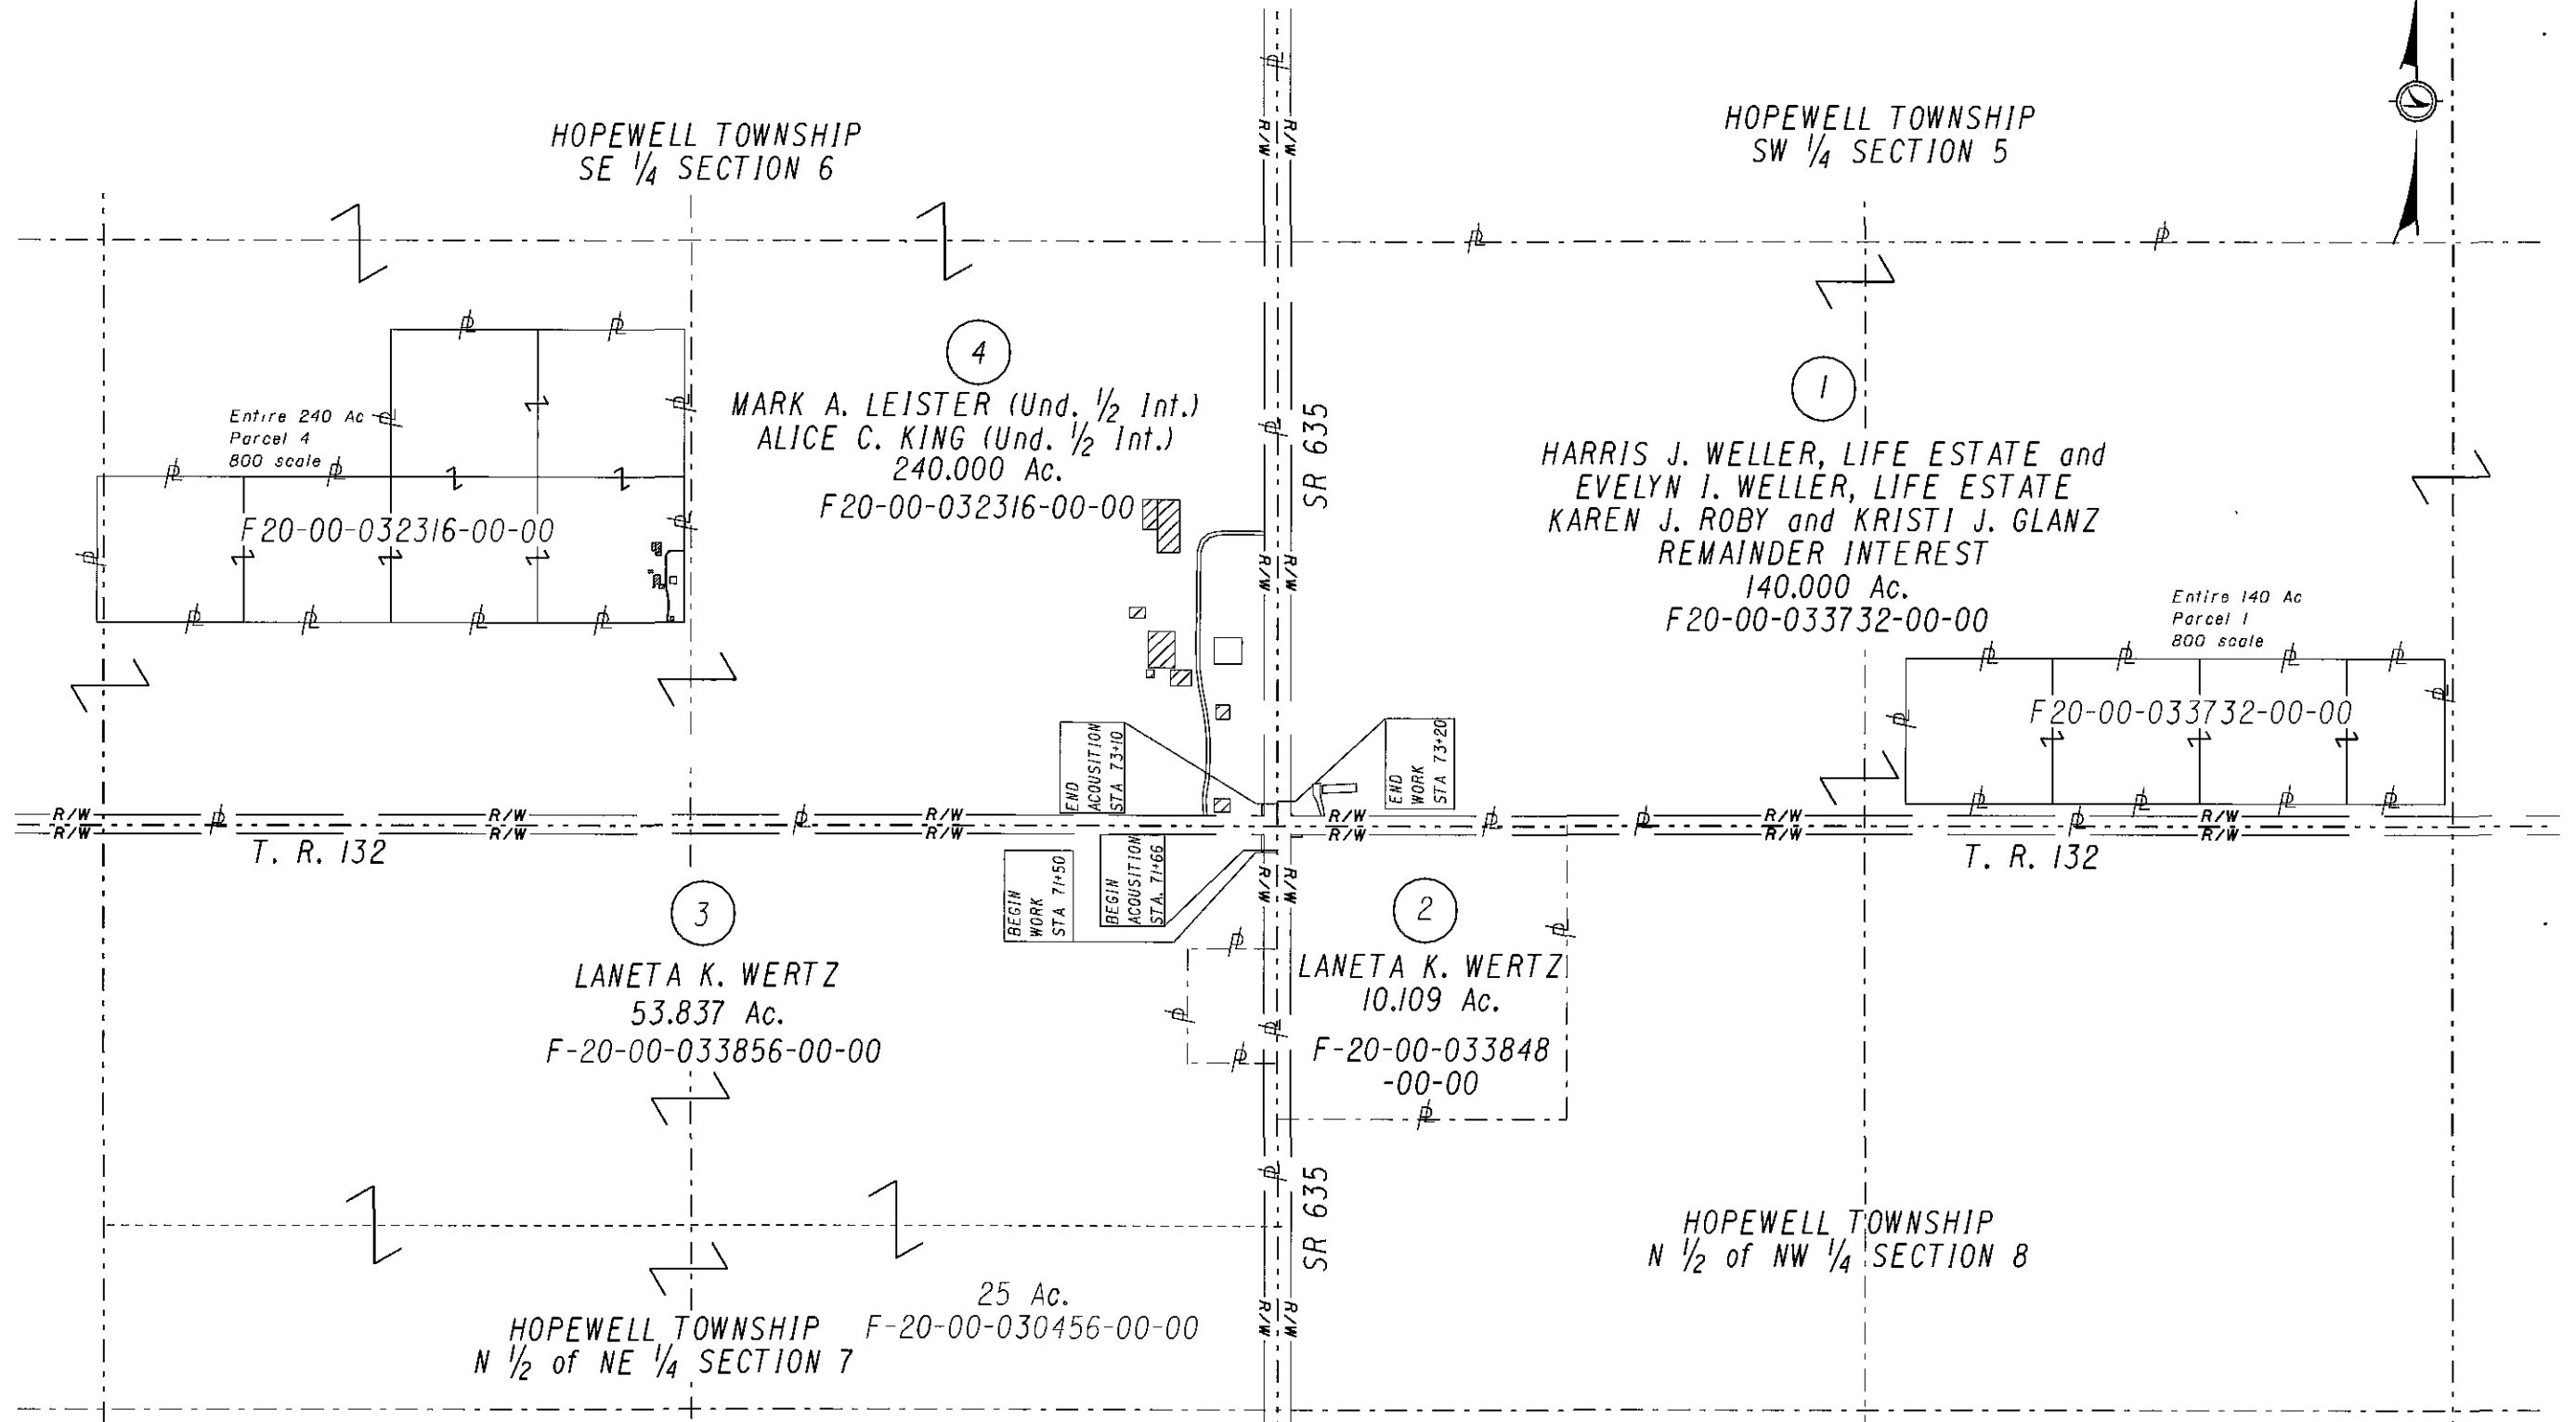 HOPEWELL TOWNSHIP
SE 1/4 SECTION 6
HOPEWELL TOWNSHIP
SW 1/4 SECTION 5
4
MARK A. LEISTER (Und. 1/2 Int.)
ALICE C. KING (Und. 1/2 Int.)
240.000 Ac.
F20-00-032316-00-00
Entire 240 Ac
Parcel 4
800 scale
F20-00-032316-00-00
SR 635
1
HARRIS J. WELLER, LIFE ESTATE and
EVELYN I. WELLER, LIFE ESTATE
KAREN J. ROBY and KRISTI J. GLANZ
REMAINDER INTEREST
140.000 Ac.
F20-00-033732-00-00
Entire 140 Ac
Parcel 1
800 scale
F20-00-033732-00-00
R/W
R/W
R/W
R/W
END
ACQUSITION
STA 73+10
END
WORK
STA 73+20
R/W
R/W
R/W
R/W
R/W
R/W
R/W
R/W
R/W
R/W
R/W
R/W
T. R. 132
T. R. 132
BEGIN
WORK
STA 71+50
BEGIN
ACQUSITION
STA. 71+66
R/W
R/W
3
LANETA K. WERTZ
53.837 Ac.
F-20-00-033856-00-00
2
LANETA K. WERTZ
10.109 Ac.
F-20-00-033848
-00-00
SR 635
R/W
R/W
HOPEWELL TOWNSHIP
N 1/2 of NW 1/4 SECTION 8
25 Ac.
F-20-00-030456-00-00
HOPEWELL TOWNSHIP
N 1/2 of NE 1/4 SECTION 7